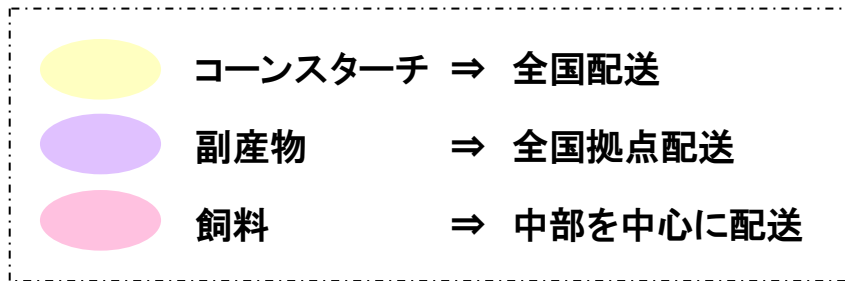 コーンスターチ ⇒ 全国配送
副産物 ⇒ 全国拠点配送
飼料 ⇒ 中部を中心に配送